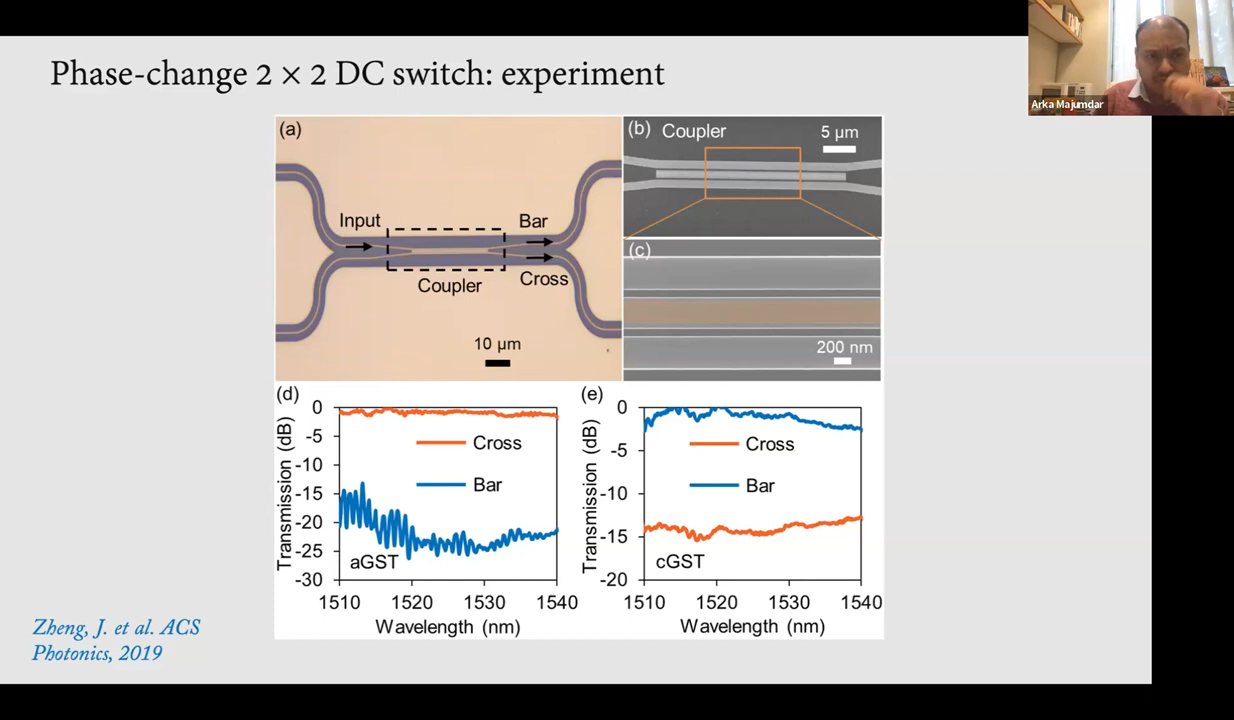 Phase-change 2 × 2 DC switch: experiment
Arka Majumdar
(a)
Input
Bar
Coupler
Cross
10 μm
(b) Coupler
5 μm
(c)
200 nm
(d)
Transmission (dB)
0
-5
-10
-15
-20
-25
-30
Cross
Bar
aGST
1510 1520 1530 1540
Wavelength (nm)
(e)
Transmission (dB)
0
-5
-10
-15
-20
Cross
Bar
cGST
1510 1520 1530 1540
Wavelength (nm)
Zheng, J. et al. ACS
Photonics, 2019